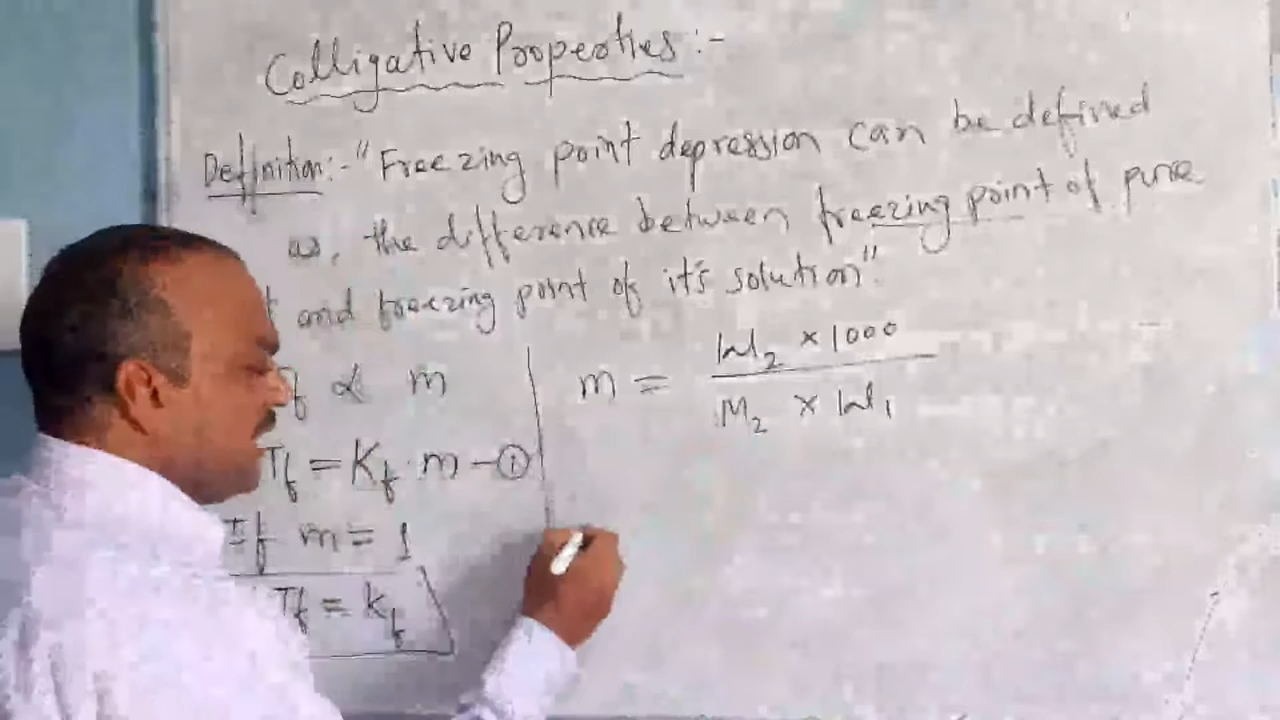 Colligative Properties :-
Definition:- "Freezing point depression can be defined
as, the difference between freezing point of pure
t and freezing point of it's solution".
f ∝ m
Tf = Kf · m - ①
If m = 1
Tf = Kf
m = W2 × 1000
M2 × W1